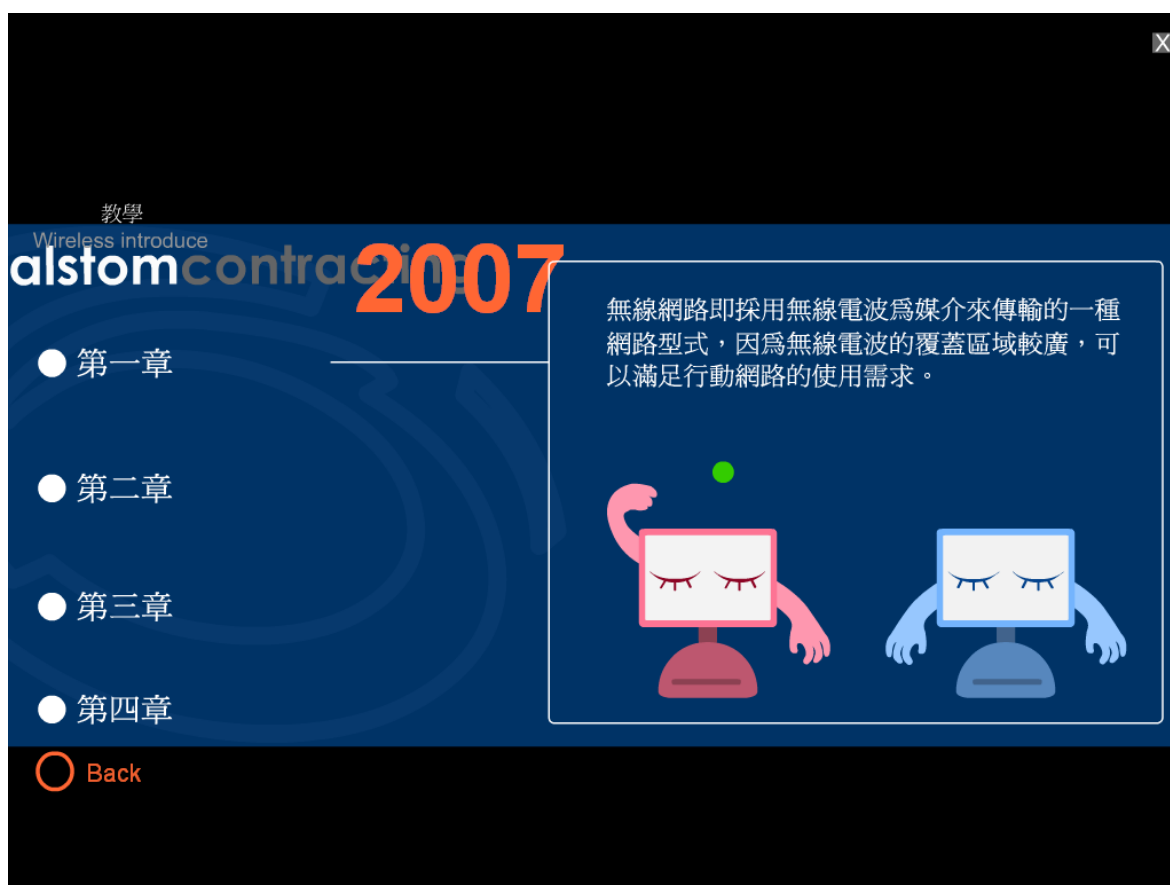 X
教學
Wireless introduce
alstomcontracting
2007
無線網路即採用無線電波為媒介來傳輸的一種
網路型式，因為無線電波的覆蓋區域較廣，可
以滿足行動網路的使用需求。
第一章
第二章
第三章
第四章
Back